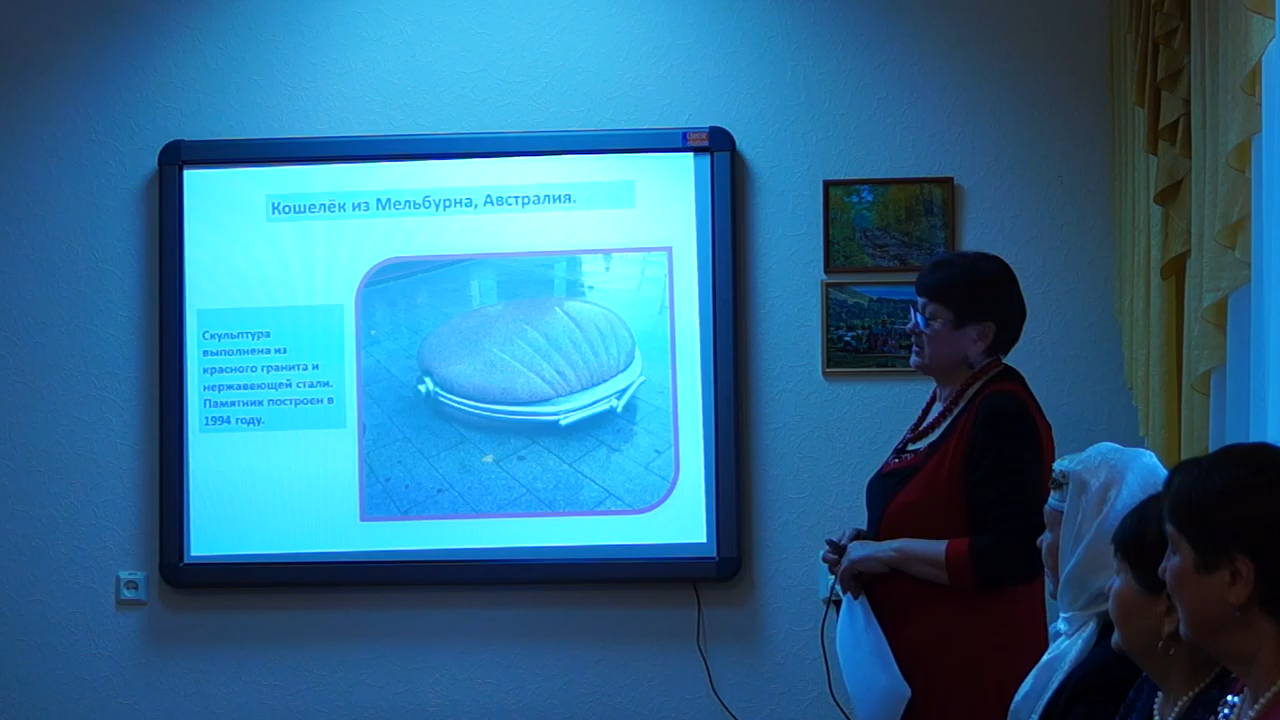 Кошелёк из Мельбурна, Австралия.
Скульптура
выполнена из
красного гранита и
нержавеющей стали.
Памятник построен в
1994 году.